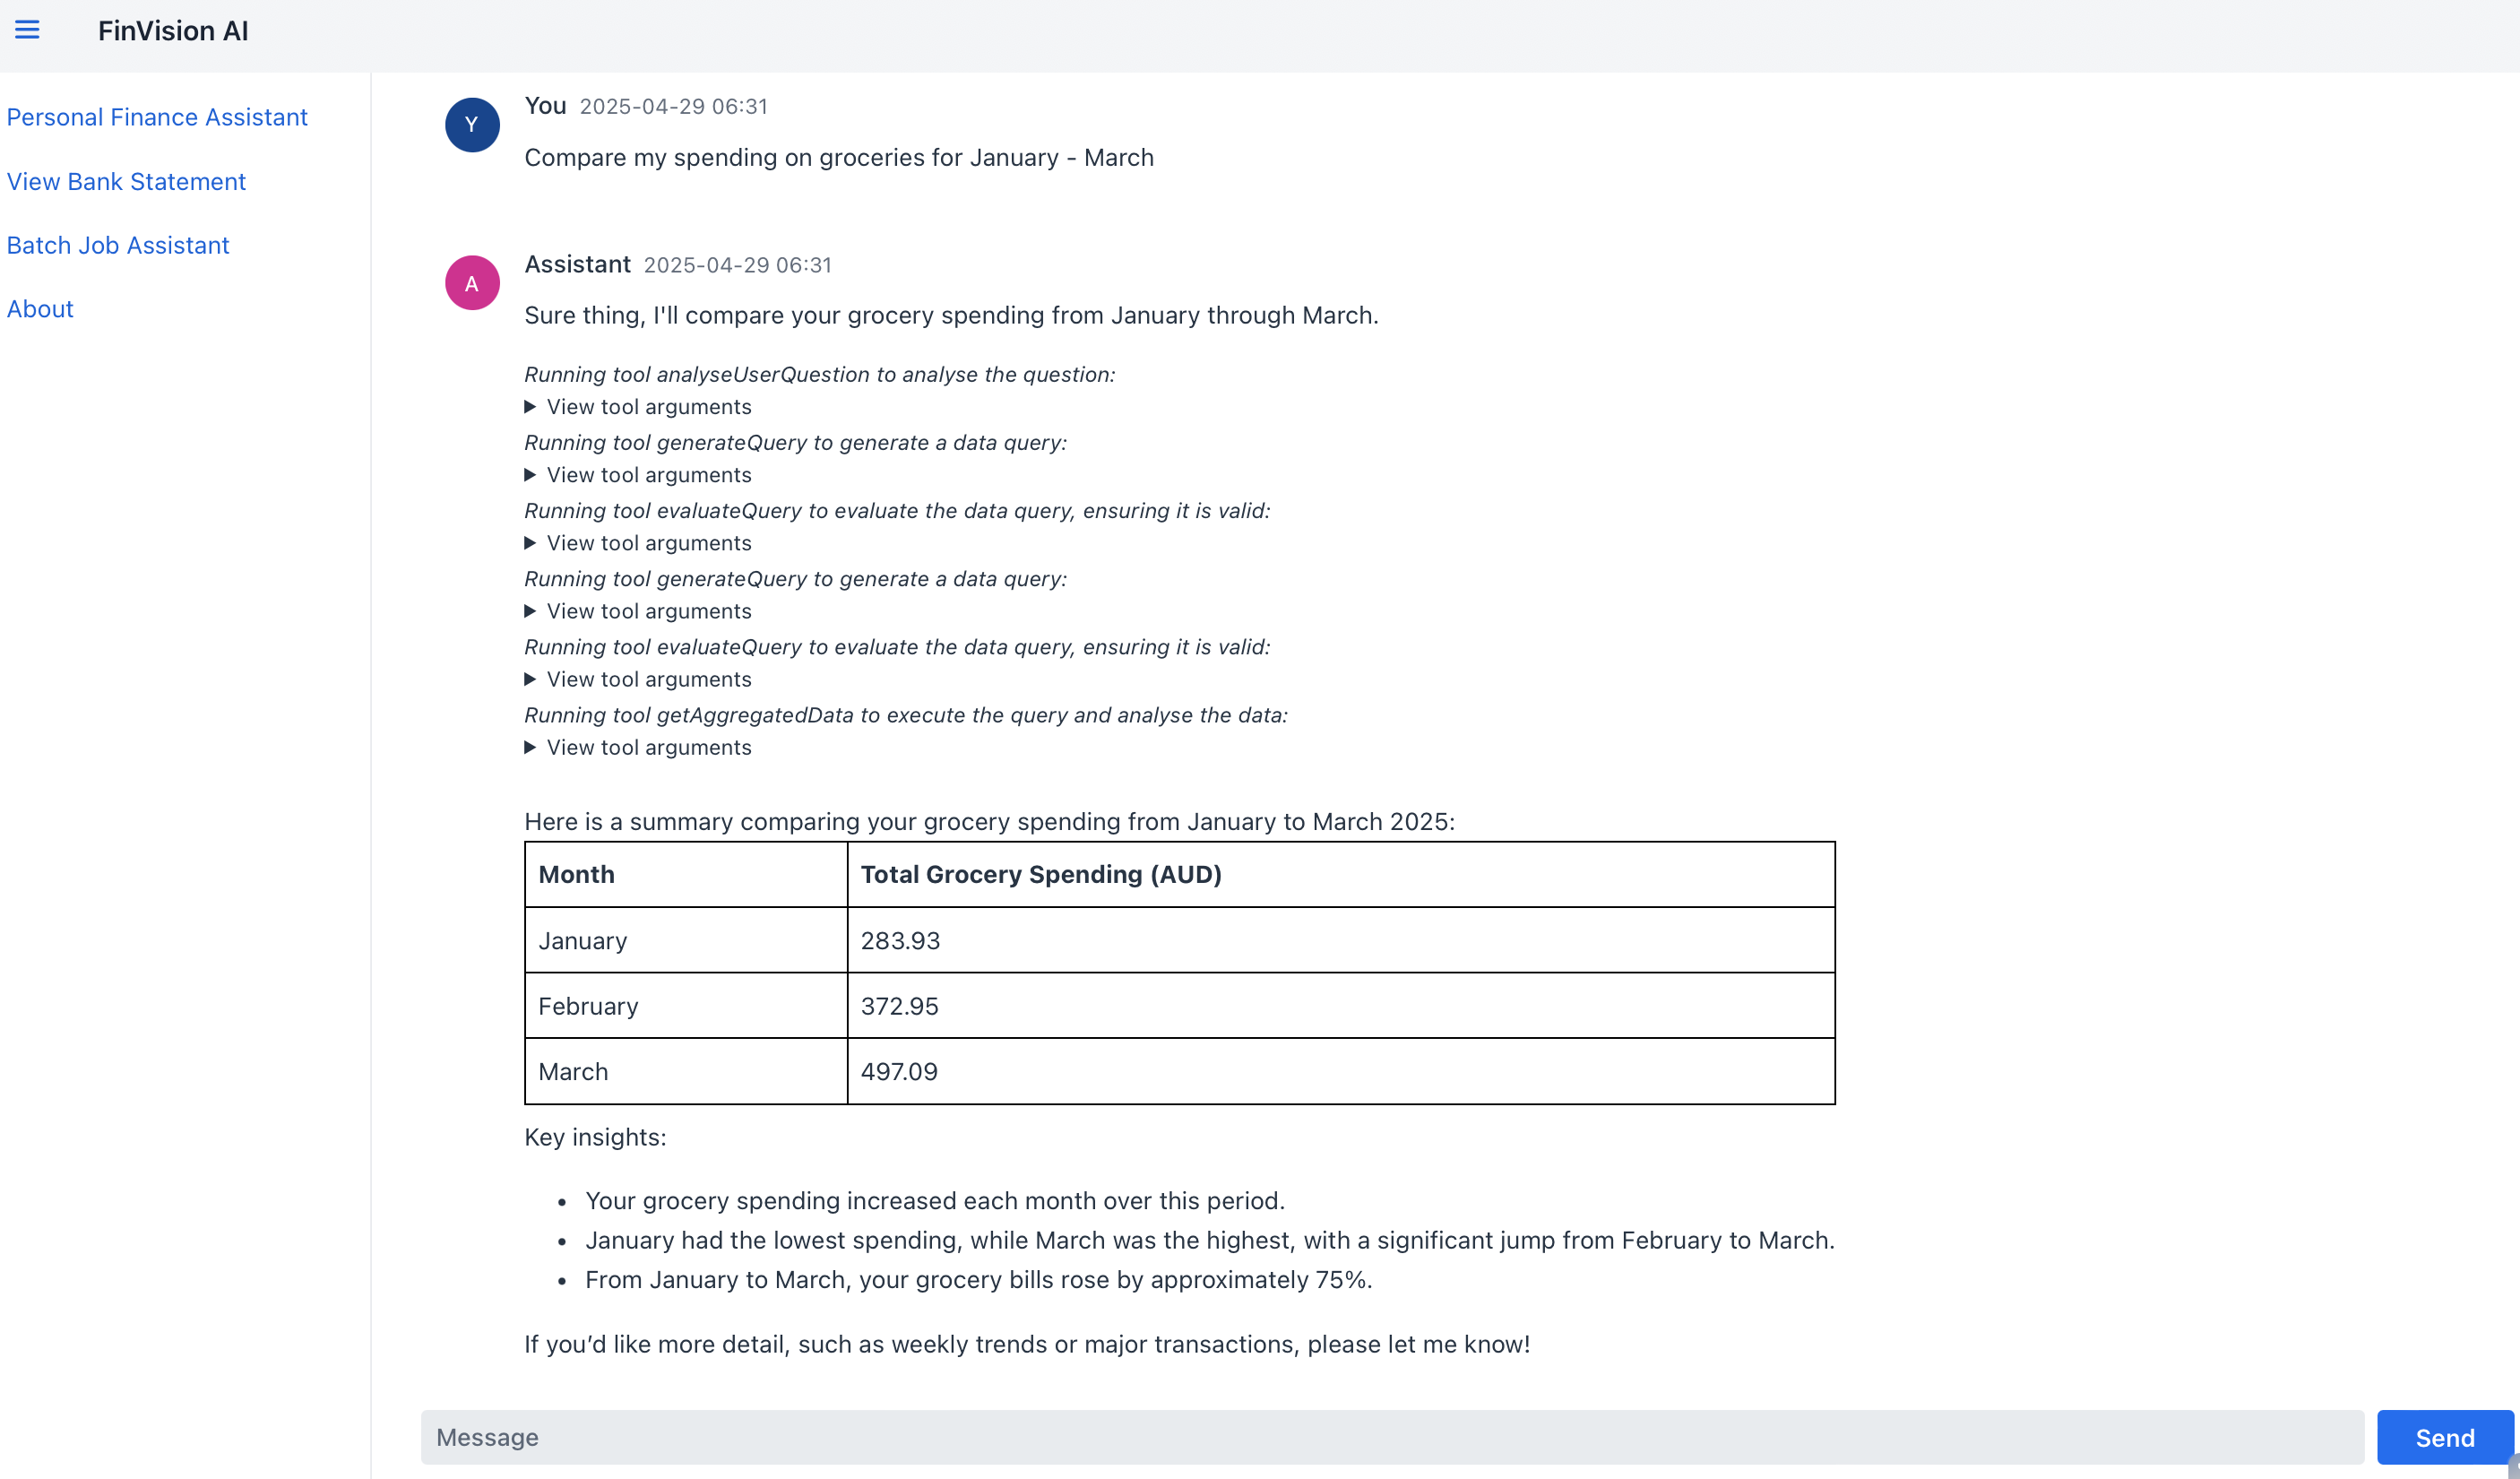 FinVision AI
Personal Finance Assistant
View Bank Statement
Batch Job Assistant
About
Y
You 2025-04-29 06:31
Compare my spending on groceries for January - March
A
Assistant 2025-04-29 06:31
Sure thing, I'll compare your grocery spending from January through March.
Running tool analyseUserQuestion to analyse the question:
View tool arguments
Running tool generateQuery to generate a data query:
View tool arguments
Running tool evaluateQuery to evaluate the data query, ensuring it is valid:
View tool arguments
Running tool generateQuery to generate a data query:
View tool arguments
Running tool evaluateQuery to evaluate the data query, ensuring it is valid:
View tool arguments
Running tool getAggregatedData to execute the query and analyse the data:
View tool arguments
Here is a summary comparing your grocery spending from January to March 2025:
Month Total Grocery Spending (AUD)
January 283.93
February 372.95
March 497.09
Key insights:
• Your grocery spending increased each month over this period.
• January had the lowest spending, while March was the highest, with a significant jump from February to March.
• From January to March, your grocery bills rose by approximately 75%.
If you’d like more detail, such as weekly trends or major transactions, please let me know!
Message
Send